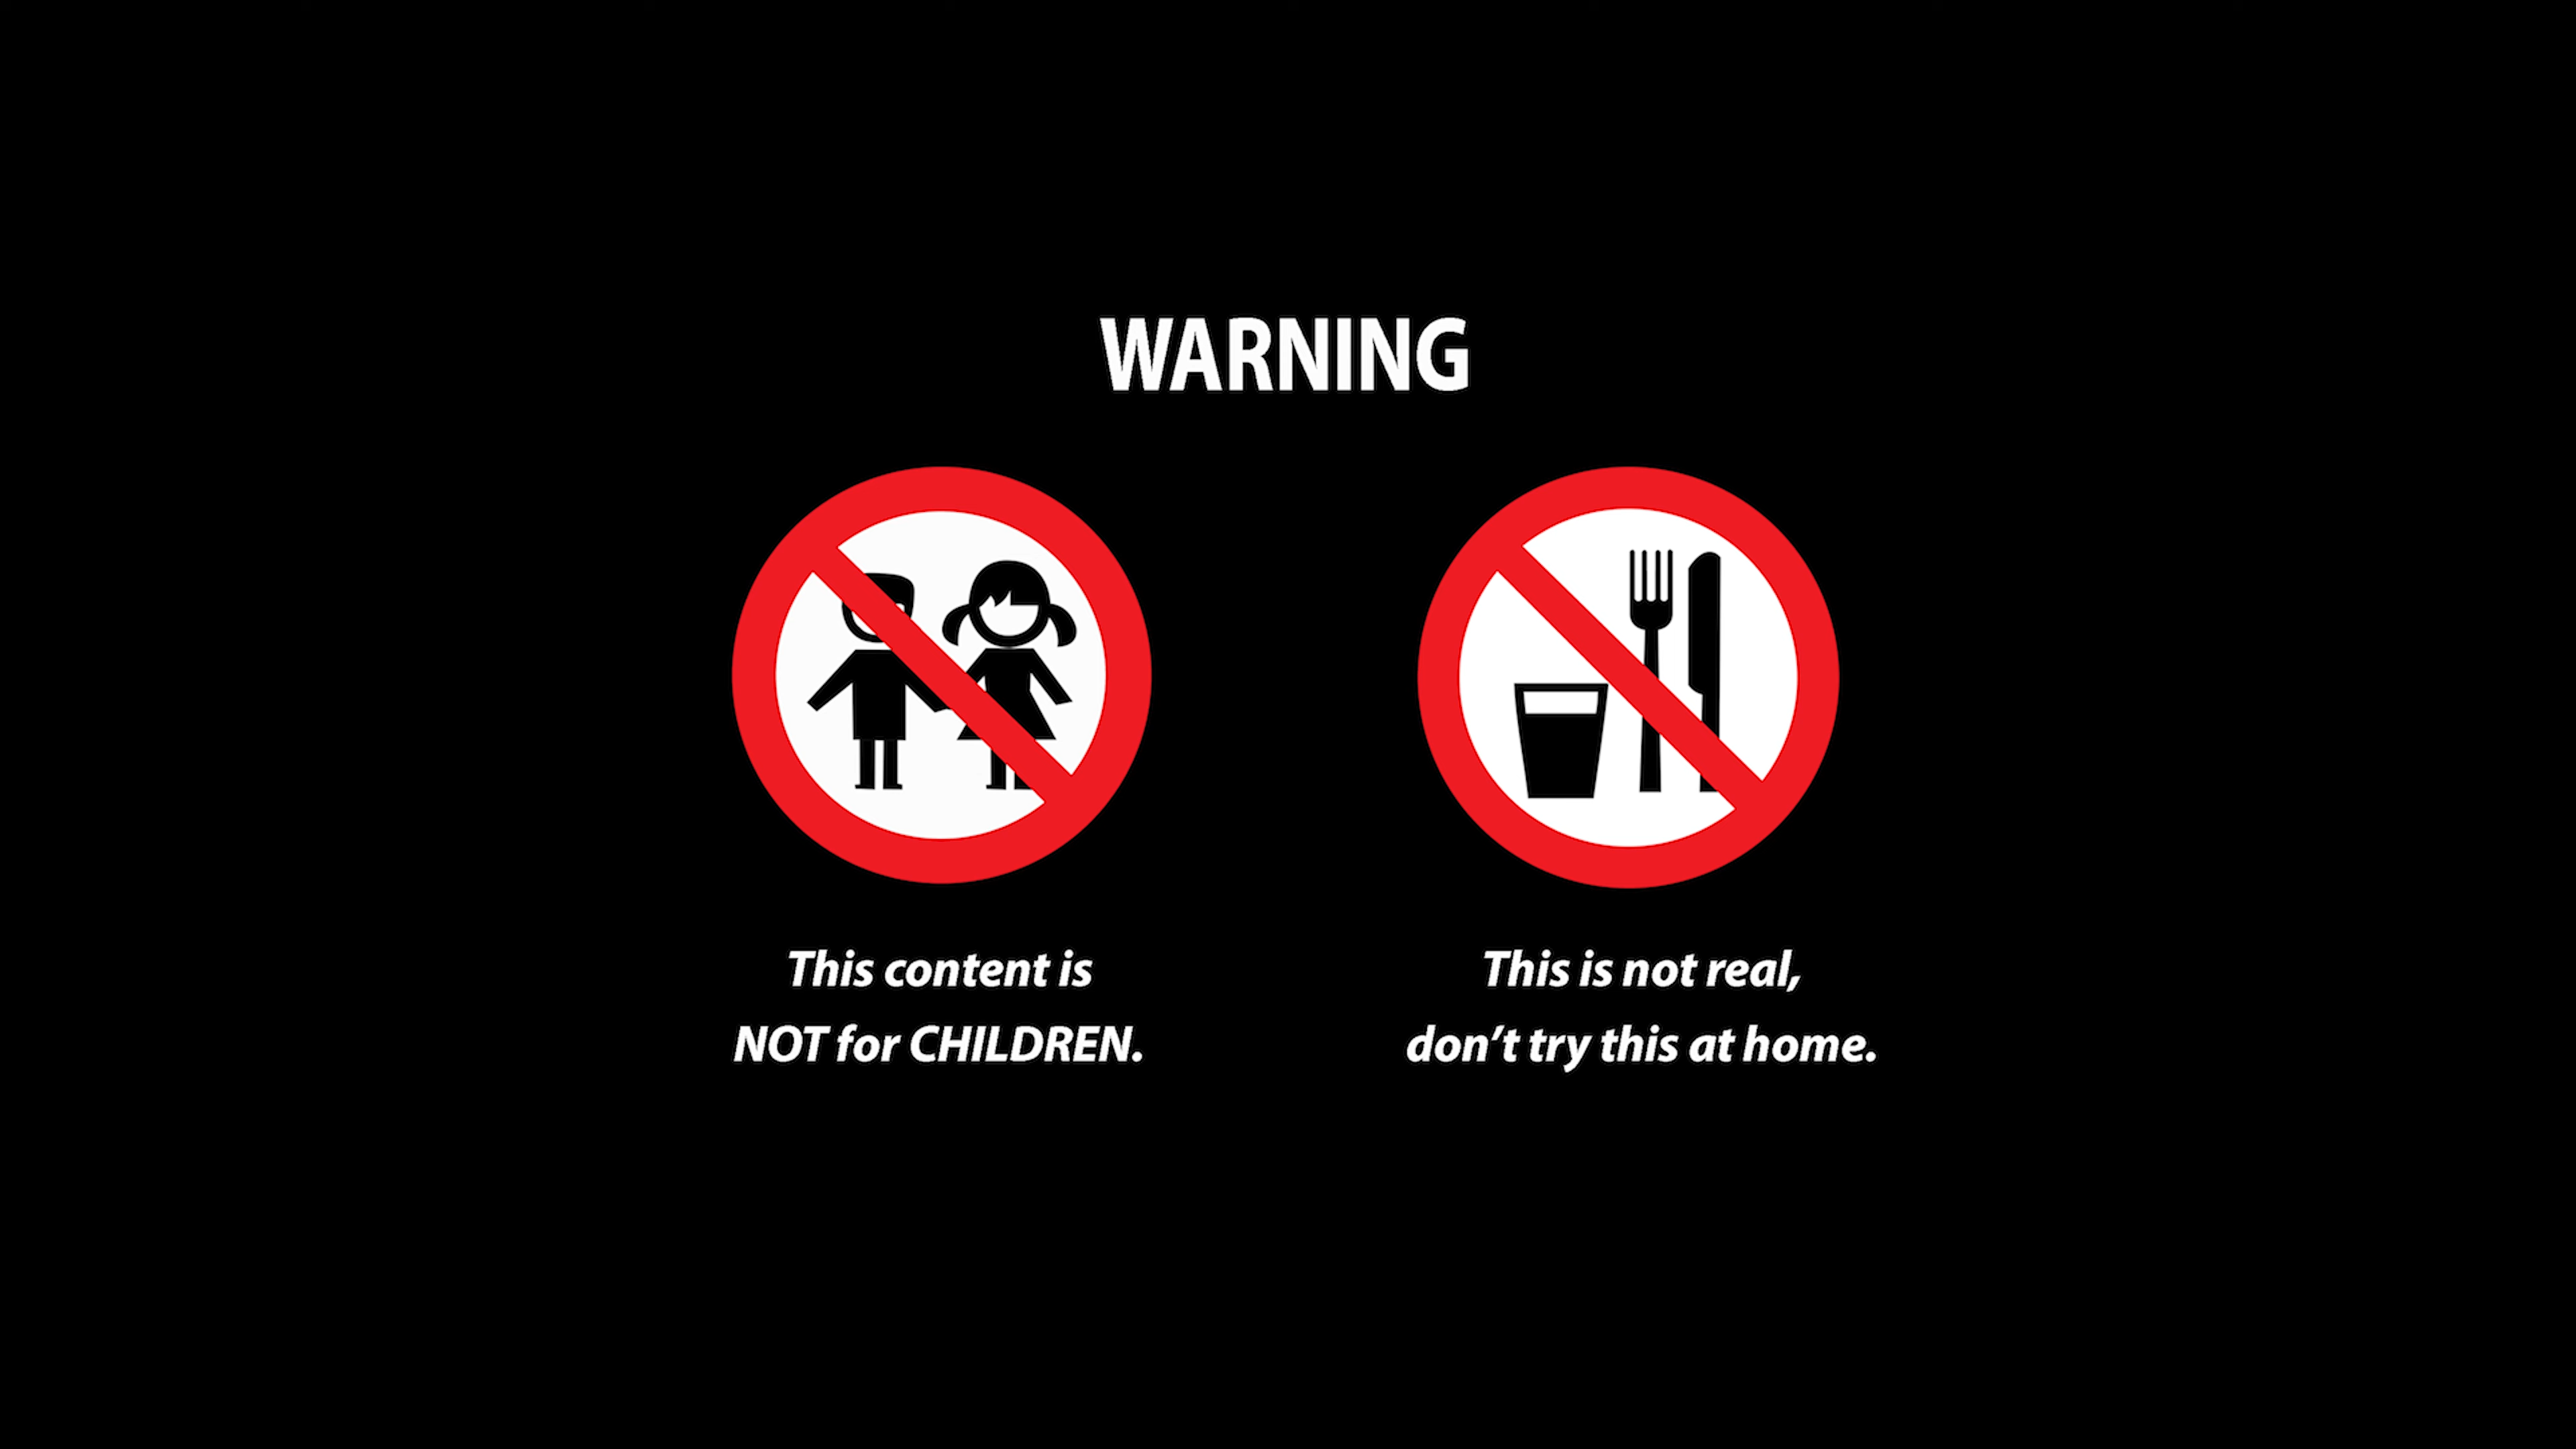 WARNING
This content is
NOT for CHILDREN.
This is not real,
don’t try this at home.